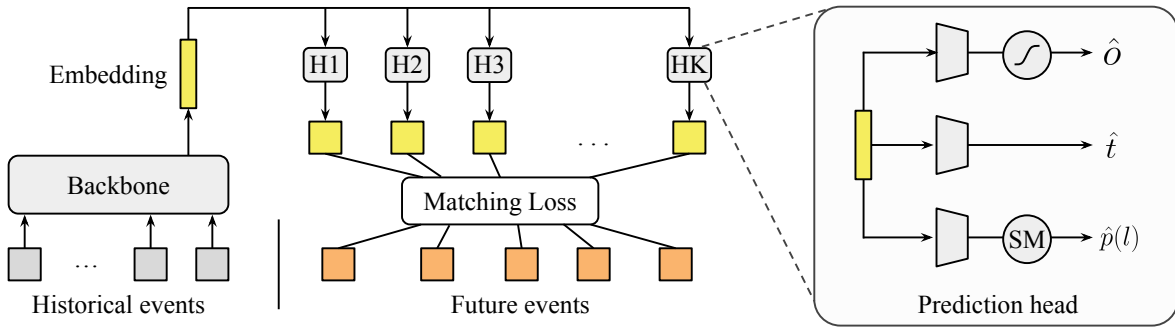 Embedding
H1 H2 H3 HK
. . .
Backbone
Matching Loss
...
Historical events
Future events
ô
t̂
SM
p̂(l)
Prediction head